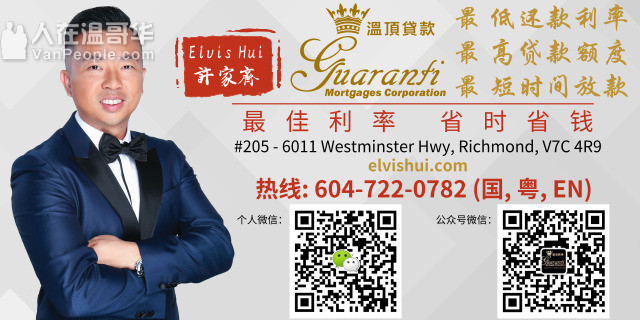 人在温哥华
VanPeople.com
Elvis Hui
許家齊
溫頂貸款
Guaranti
Mortgages Corporation
最 低还款利率
最 高贷款额度
最 短时间放款
最佳利率 省时省钱
#205 - 6011 Westminster Hwy, Richmond, V7C 4R9
elvishui.com
热线: 604-722-0782 (国, 粤, EN)
个人微信:
公众号微信: